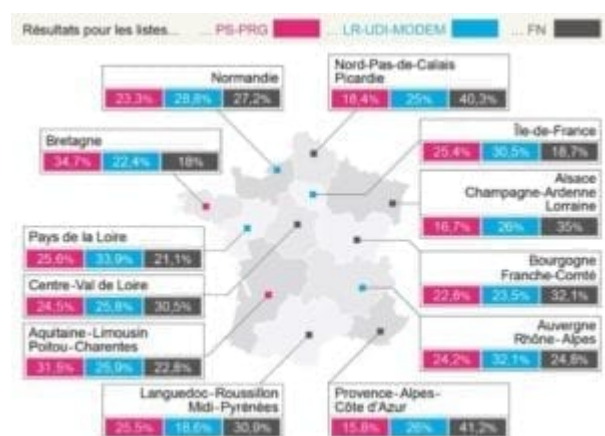 Résultats pour les listes... ...PS-PRG ...LR-UDI-MODEM ...FN
Normandie
23,3% 28,8% 27,2%
Nord-Pas-de-Calais
Picardie
18,4% 25% 40,3%
Bretagne
34,7% 22,4% 18%
Île-de-France
25,4% 30,5% 18,7%
Alsace
Champagne-Ardenne
Lorraine
16,7% 26% 35%
Pays de la Loire
25,6% 33,9% 21,1%
Centre-Val de Loire
24,5% 25,8% 30,5%
Bourgogne
Franche-Comté
22,8% 23,5% 32,1%
Aquitaine-Limousin
Poitou-Charentes
31,5% 25,9% 22,8%
Auvergne
Rhône-Alpes
24,2% 32,1% 24,8%
Languedoc-Roussillon
Midi-Pyrénées
25,5% 18,6% 30,9%
Provence-Alpes-
Côte d'Azur
15,8% 26% 41,2%